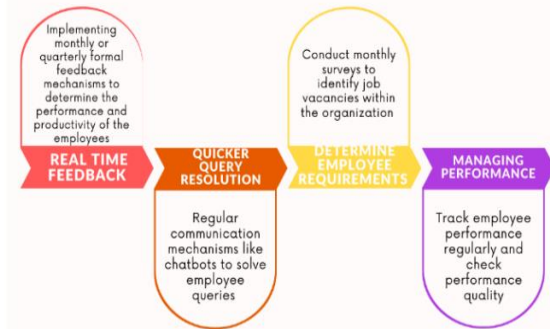 Implementing
monthly or
quarterly formal
feedback
mechanisms to
determine the
performance and
productivity of the
employees
REAL TIME
FEEDBACK
QUICKER
QUERY
RESOLUTION
Regular
communication
mechanisms like
chatbots to solve
employee
queries
Conduct monthly
surveys to
identify job
vacancies within
the organization
DETERMINE
EMPLOYEE
REQUIREMENTS
MANAGING
PERFORMANCE
Track employee
performance
regularly and
check
performance
quality